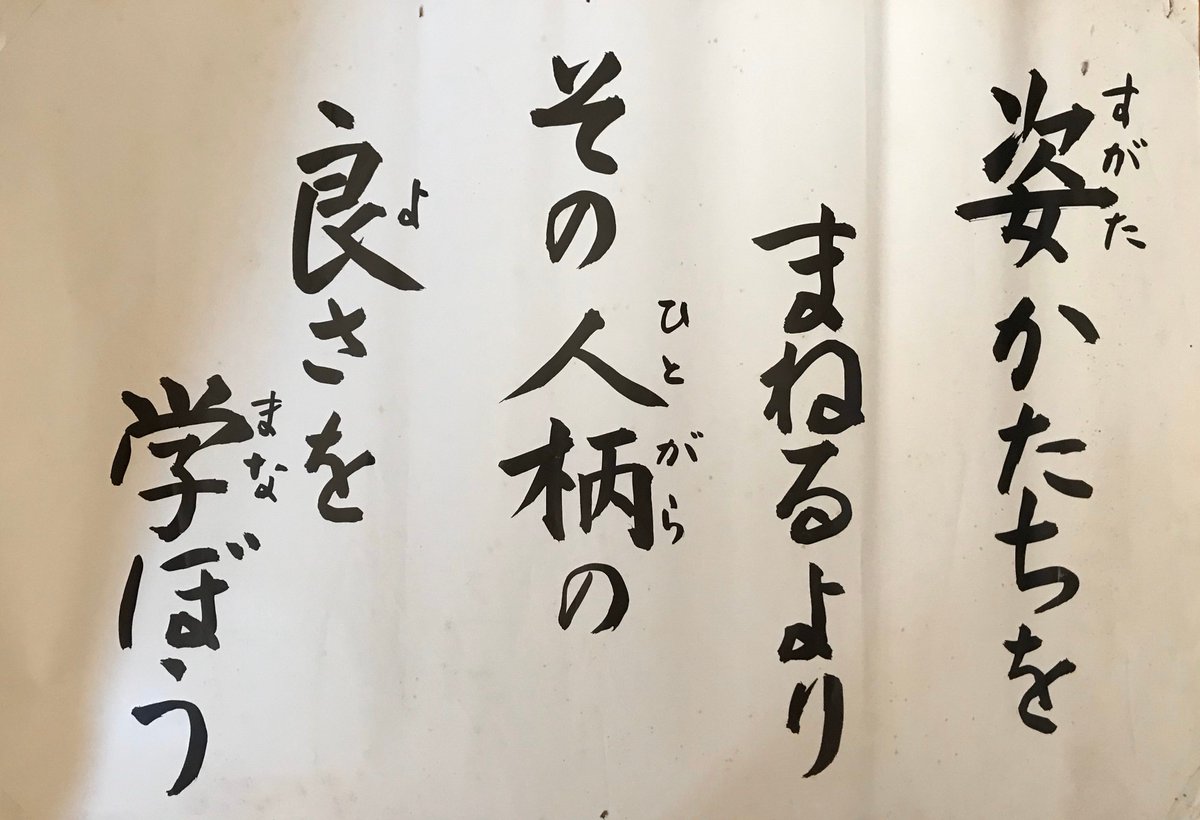 姿かたちを
すがた
まねるより
その人柄の
ひとがら
良さを
よ
学ぼう
まな